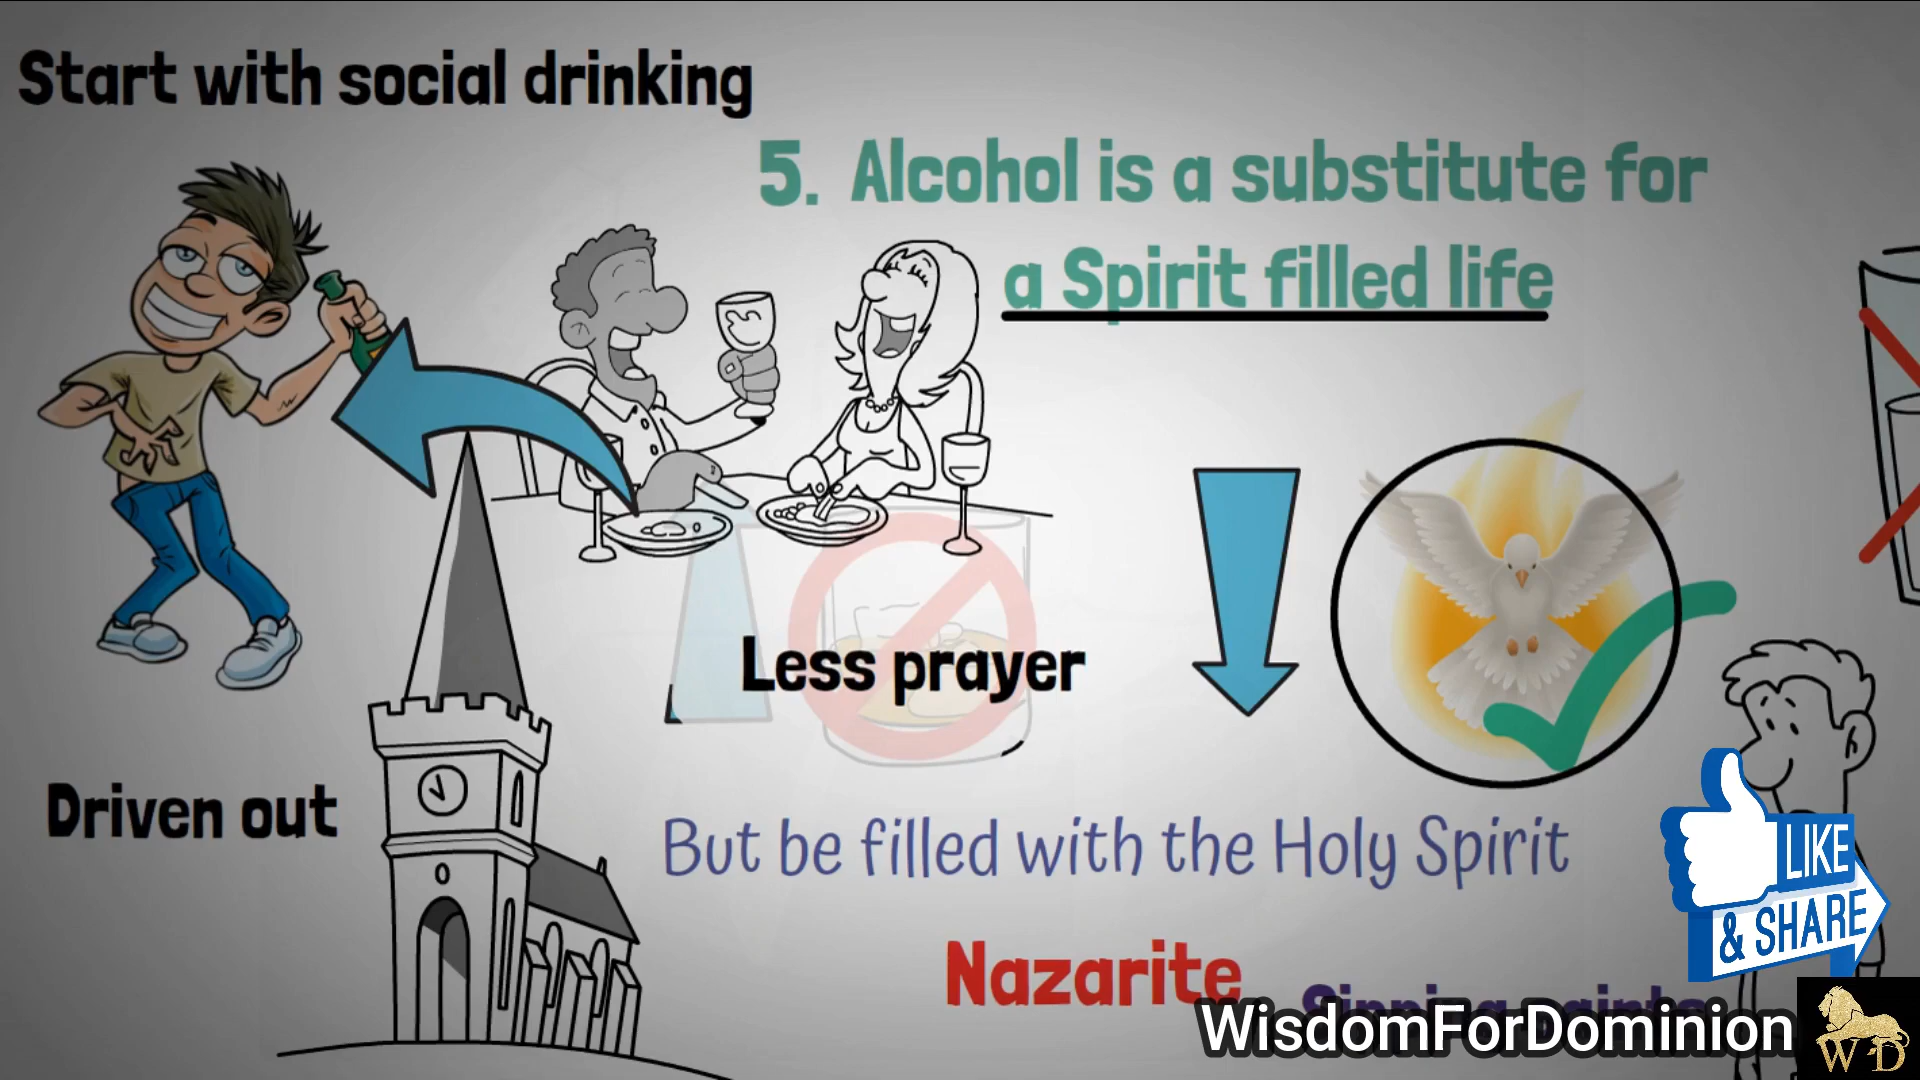 Start with social drinking
5. Alcohol is a substitute for
a Spirit filled life
Less prayer
Driven out
But be filled with the Holy Spirit
LIKE
& SHARE
Nazarite
WisdomForDominion
WD